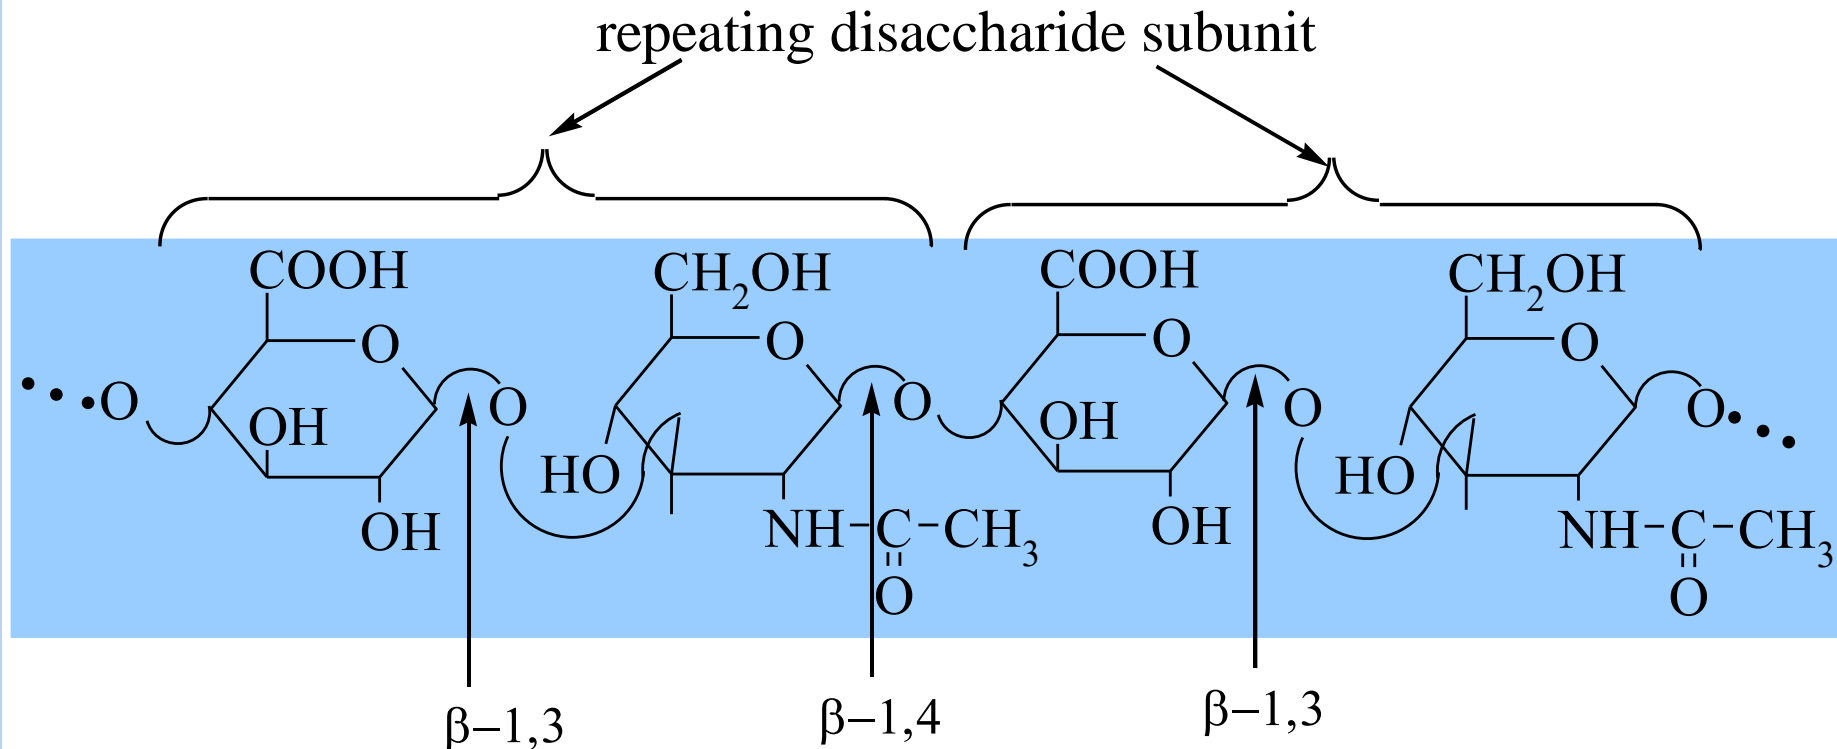 repeating disaccharide subunit
COOH CH2OH COOH CH2OH
O O O O
O O O O O
OH OH
HO HO
OH NH-C-CH3 OH NH-C-CH3
O O
β-1,3 β-1,4 β-1,3